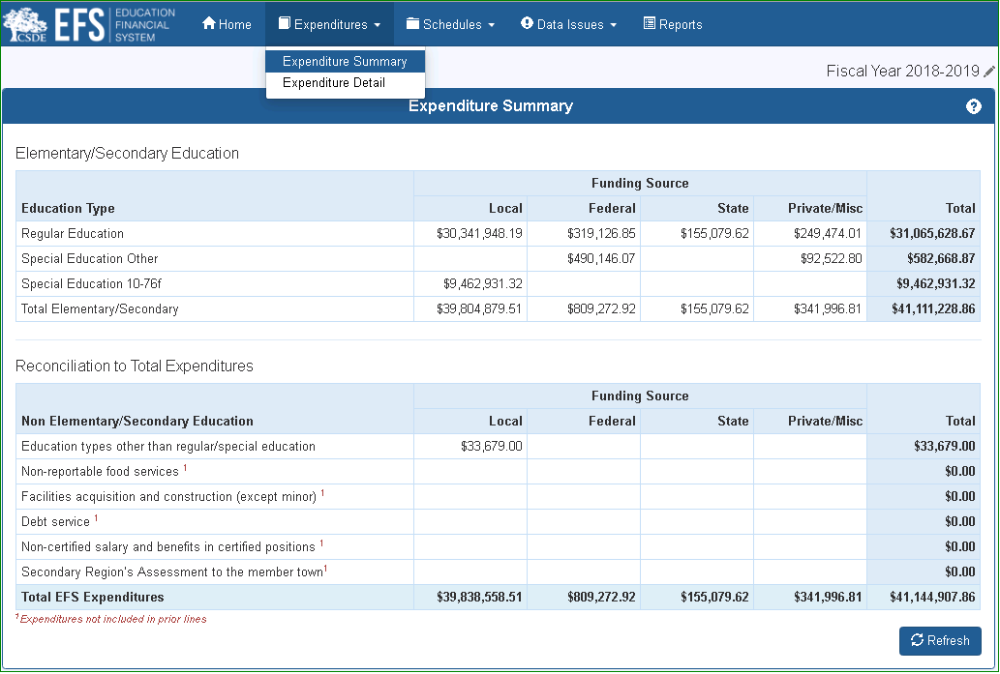 CSDE EFS EDUCATION FINANCIAL SYSTEM Home Expenditures Schedules Data Issues Reports
Expenditure Summary
Expenditure Detail
Fiscal Year 2018-2019
Expenditure Summary ?
Elementary/Secondary Education
Funding Source
Education Type Local Federal State Private/Misc Total
Regular Education $30,341,948.19 $319,126.85 $155,079.62 $249,474.01 $31,065,628.67
Special Education Other $490,146.07 $92,522.80 $582,668.87
Special Education 10-76f $9,462,931.32 $9,462,931.32
Total Elementary/Secondary $39,804,879.51 $809,272.92 $155,079.62 $341,996.81 $41,111,228.86
Reconciliation to Total Expenditures
Funding Source
Non Elementary/Secondary Education Local Federal State Private/Misc Total
Education types other than regular/special education $33,679.00 $33,679.00
Non-reportable food services 1 $0.00
Facilities acquisition and construction (except minor) 1 $0.00
Debt service 1 $0.00
Non-certified salary and benefits in certified positions 1 $0.00
Secondary Region's Assessment to the member town1 $0.00
Total EFS Expenditures $39,838,558.51 $809,272.92 $155,079.62 $341,996.81 $41,144,907.86
1Expenditures not included in prior lines
Refresh